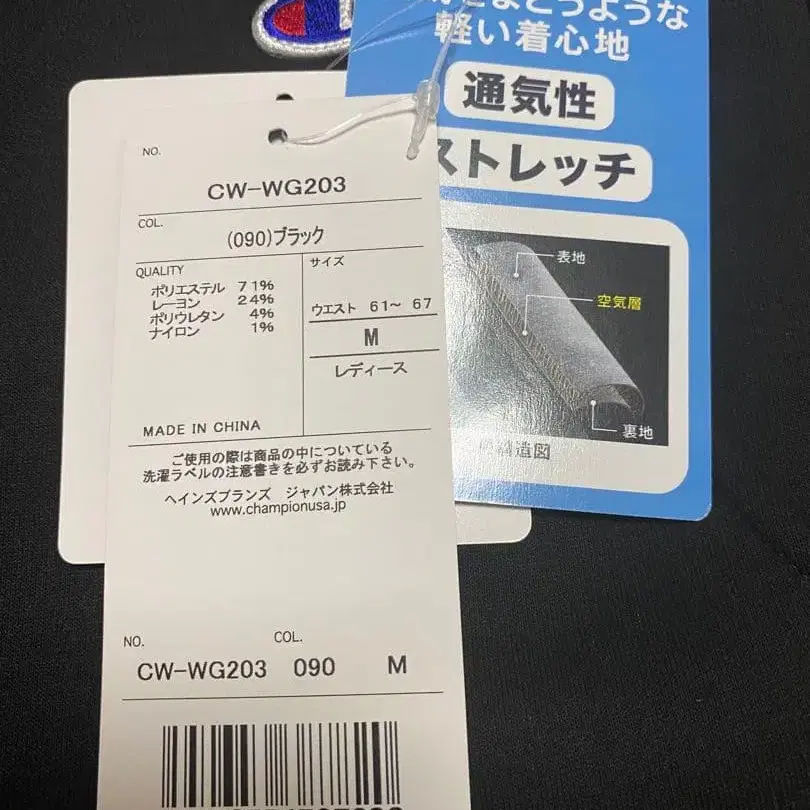 軽い着心地
通気性
ストレッチ
表地
空気層
裏地
構造図
NO.
CW-WG203
COL.
(090)ブラック
QUALITY
ポリエステル 71%
レーヨン 24%
ポリウレタン 4%
ナイロン 1%
サイズ
ウエスト 61～ 67
M
レディース
MADE IN CHINA
ご使用の際は商品の中についている
洗濯ラベルの注意書きを必ずお読み下さい。
ヘインズブランズ ジャパン株式会社
www.championusa.jp
NO. COL.
CW-WG203 090 M